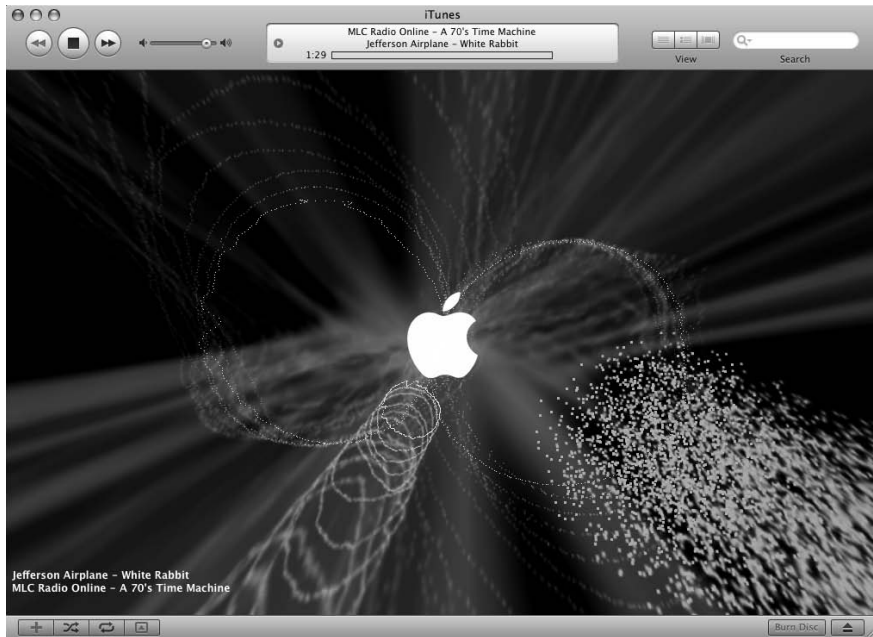 iTunes
MLC Radio Online – A 70's Time Machine
Jefferson Airplane – White Rabbit
1:29
View
Search
Jefferson Airplane – White Rabbit
MLC Radio Online – A 70's Time Machine
Burn Disc